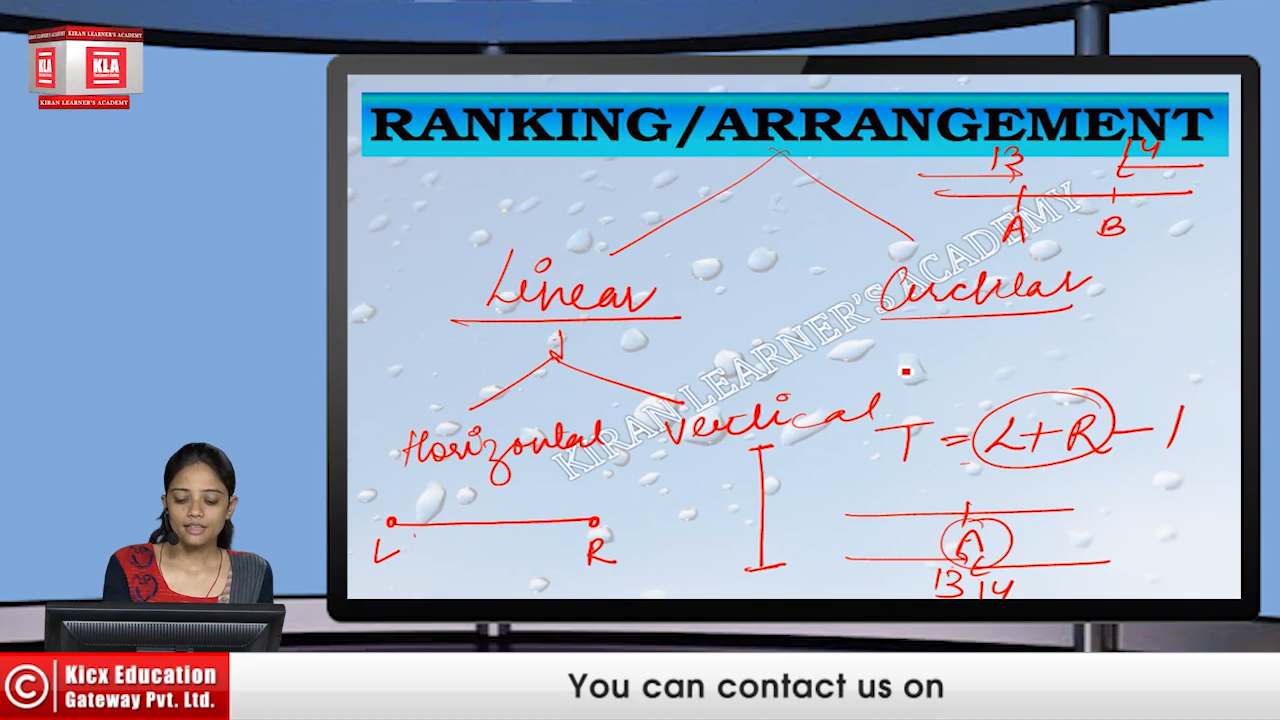 KIRAN LEARNER'S ACADEMY
KLA
KLA
KIRAN LEARNER'S ACADEMY
RANKING/ARRANGEMENT
13
14
A
B
Linear
Circular
KIRAN LEARNER'S ACADEMY
Horizontal
Vertical
T = (L+R) - 1
L
R
A
13
14
© Kicx Education
Gateway Pvt. Ltd.
You can contact us on